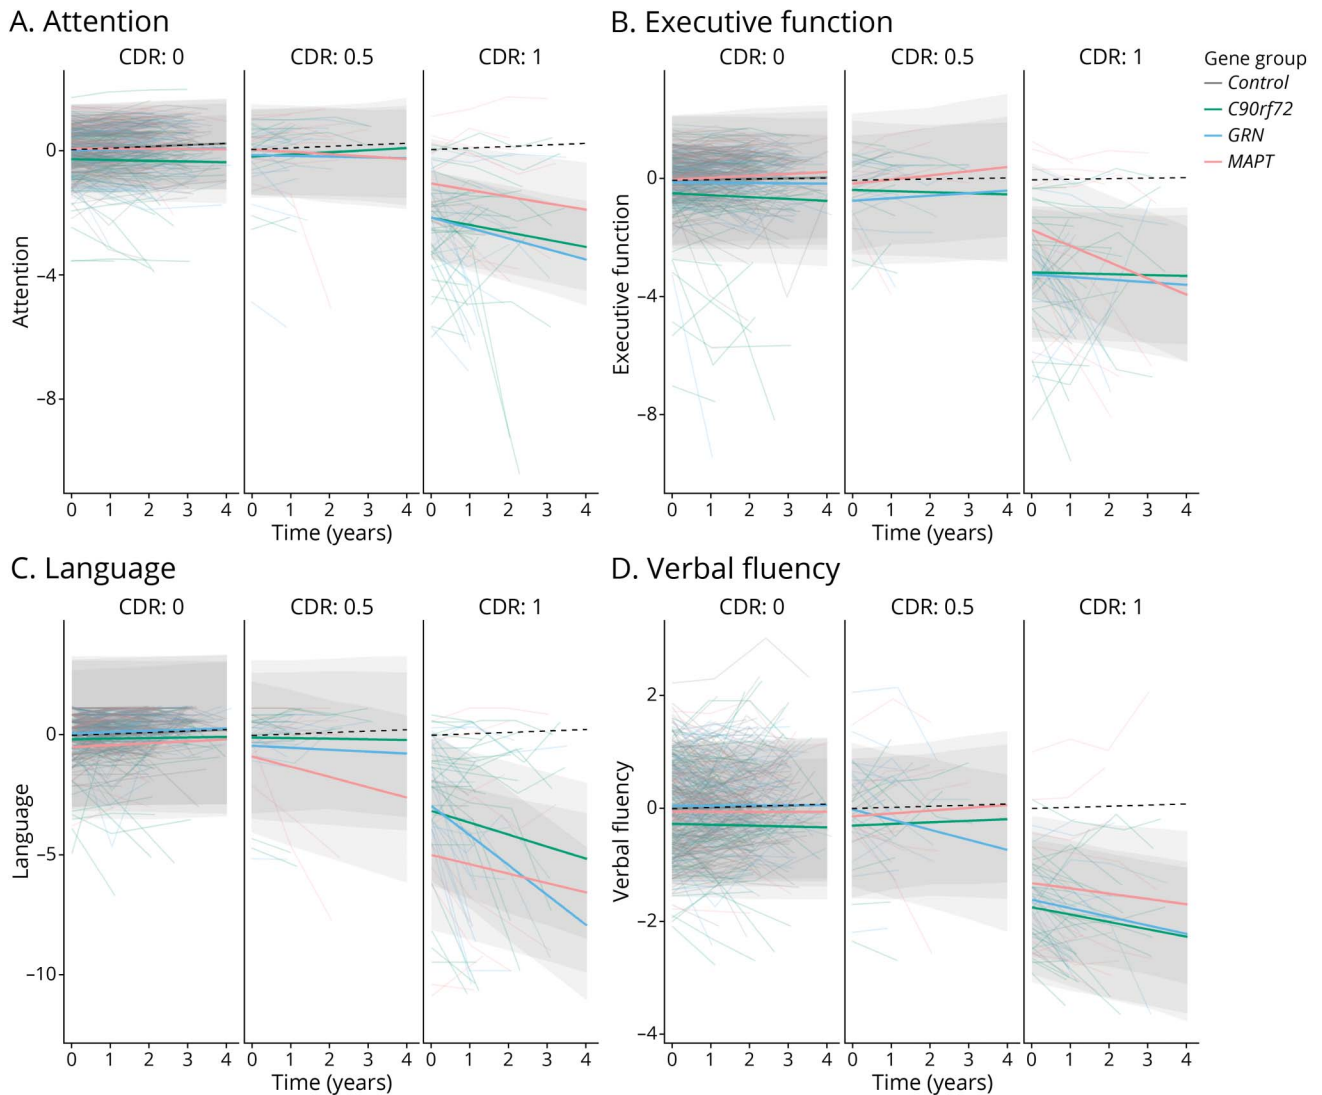 A. Attention
CDR: 0 CDR: 0.5 CDR: 1
0
−4
−8
Attention
0 1 2 3 4 0 1 2 3 4 0 1 2 3 4
Time (years)
B. Executive function
CDR: 0 CDR: 0.5 CDR: 1
0
−4
−8
Executive function
0 1 2 3 4 0 1 2 3 4 0 1 2 3 4
Time (years)
Gene group
Control
C90rf72
GRN
MAPT
C. Language
CDR: 0 CDR: 0.5 CDR: 1
0
−5
−10
Language
0 1 2 3 4 0 1 2 3 4 0 1 2 3 4
Time (years)
D. Verbal fluency
CDR: 0 CDR: 0.5 CDR: 1
2
0
−2
−4
Verbal fluency
0 1 2 3 4 0 1 2 3 4 0 1 2 3 4
Time (years)